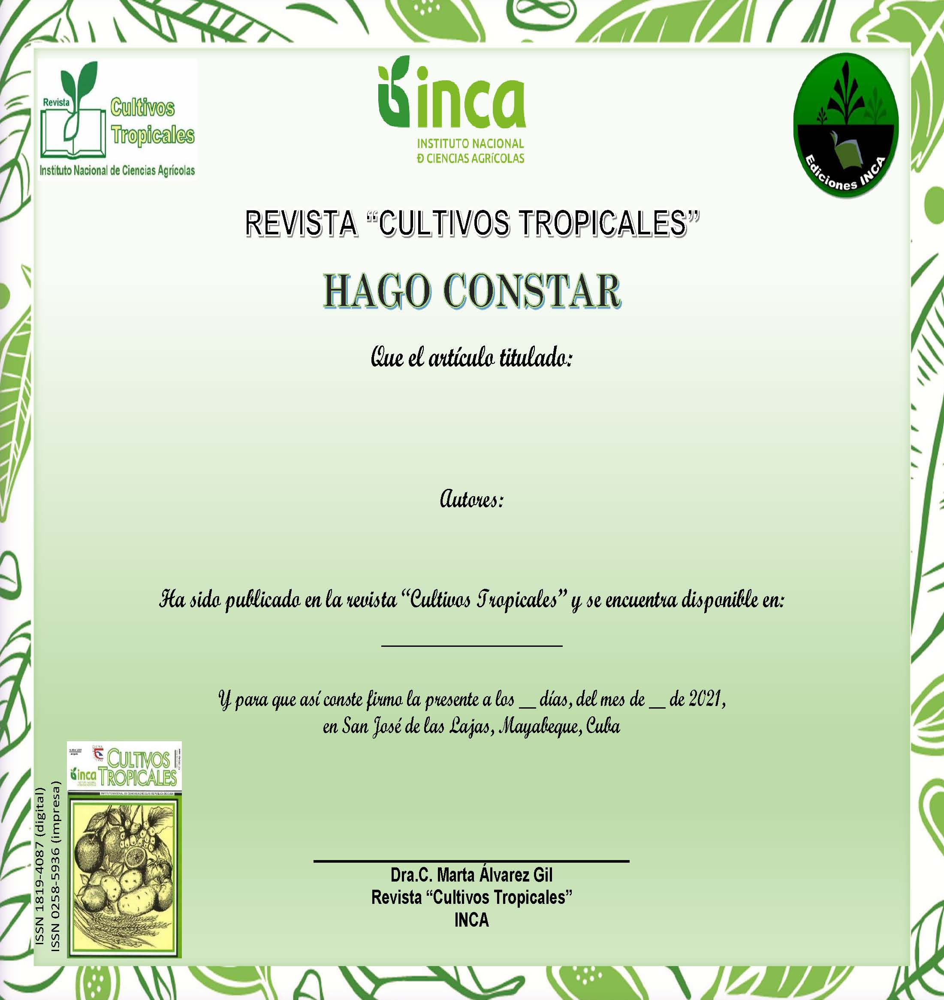 Revista
Cultivos
Tropicales
Instituto Nacional de Ciencias Agrícolas
inca
INSTITUTO NACIONAL
Đ CIENCIAS AGRÍCOLAS
Ediciones INCA
REVISTA “CULTIVOS TROPICALES”
HAGO CONSTAR
Que el artículo titulado:
Autores:
Ha sido publicado en la revista “Cultivos Tropicales” y se encuentra disponible en:
Y para que así conste firmo la presente a los __ días, del mes de __ de 2021,
en San José de las Lajas, Mayabeque, Cuba
ISSN 1819-4087 (digital)
ISSN 0258-5936 (impresa)
CULTIVOS
inca TROPICALES
Dra.C. Marta Álvarez Gil
Revista “Cultivos Tropicales”
INCA